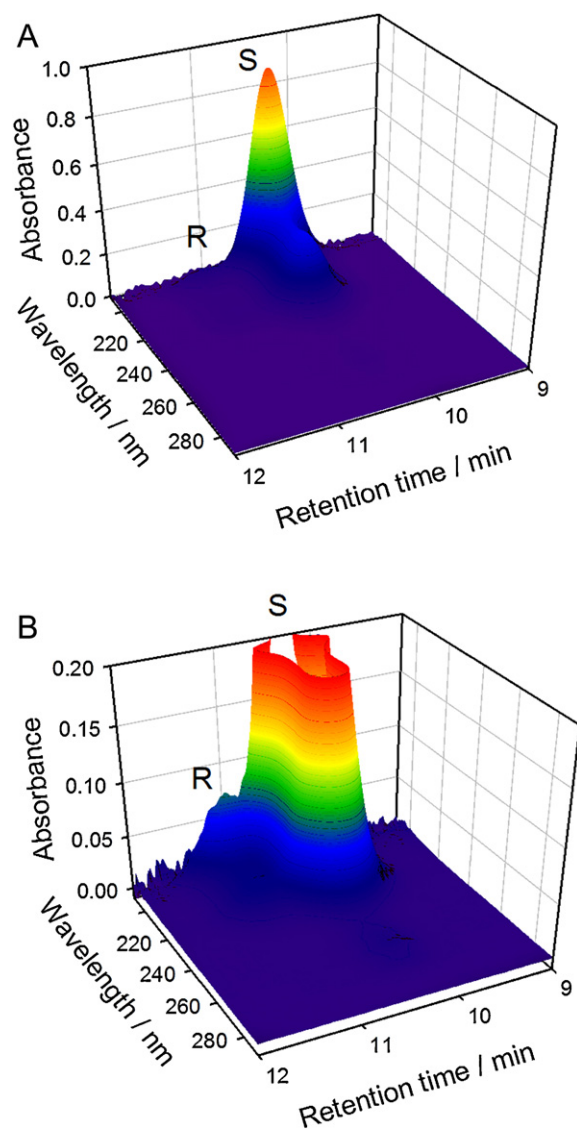 A
S
R
1.0
0.8
0.6
0.4
0.2
0.0
Absorbance
220
240
260
280
Wavelength / nm
12
11
10
9
Retention time / min
B
S
R
0.20
0.15
0.10
0.05
0.00
Absorbance
220
240
260
280
Wavelength / nm
12
11
10
9
Retention time / min